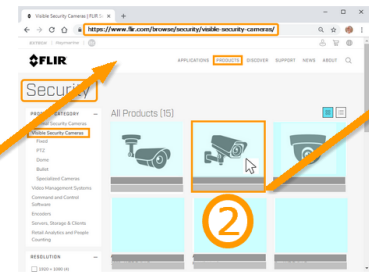 Visible Security Cameras | FLIR S
https://www.flir.com/browse/security/visible-security-cameras/
FLIR
APPLICATIONS PRODUCTS DISCOVER SUPPORT NEWS ABOUT
Security
CATEGORY
Visible Security Cameras
Fixed
PTZ
Dome
Bullet
Specialized Cameras
Video Management Systems
Command and Control
Software
Encoders
Servers, Storage & Clients
Retail Analytics and People
Counting
RESOLUTION
All Products (15)
2